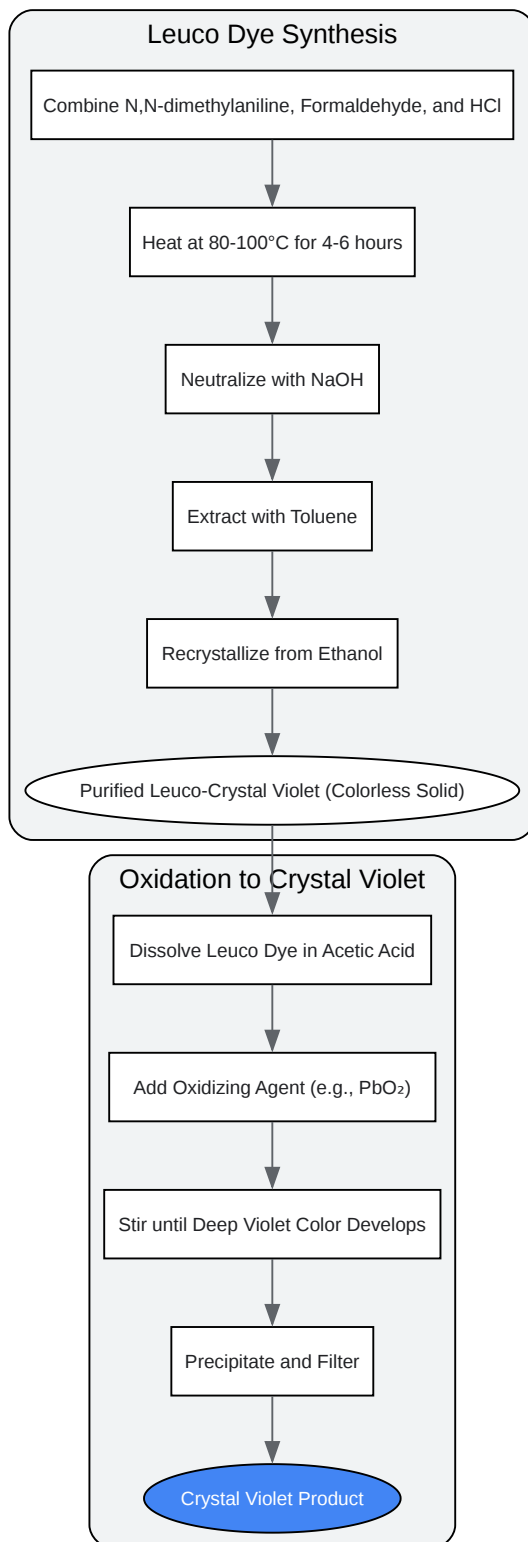 Leuco Dye Synthesis
Combine N,N-dimethylaniline, Formaldehyde, and HCl
Heat at 80-100°C for 4-6 hours
Neutralize with NaOH
Extract with Toluene
Recrystallize from Ethanol
Purified Leuco-Crystal Violet (Colorless Solid)
Oxidation to Crystal Violet
Dissolve Leuco Dye in Acetic Acid
Add Oxidizing Agent (e.g., PbO₂)
Stir until Deep Violet Color Develops
Precipitate and Filter
Crystal Violet Product